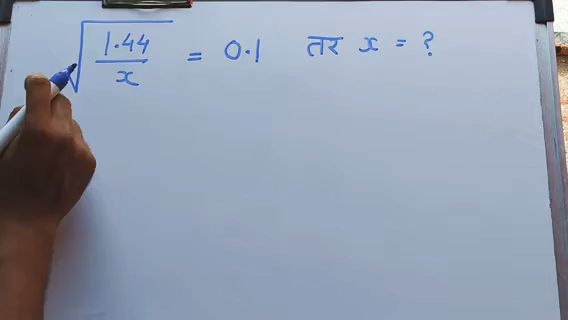 √(1.44/x) = 0.1 तर x = ?